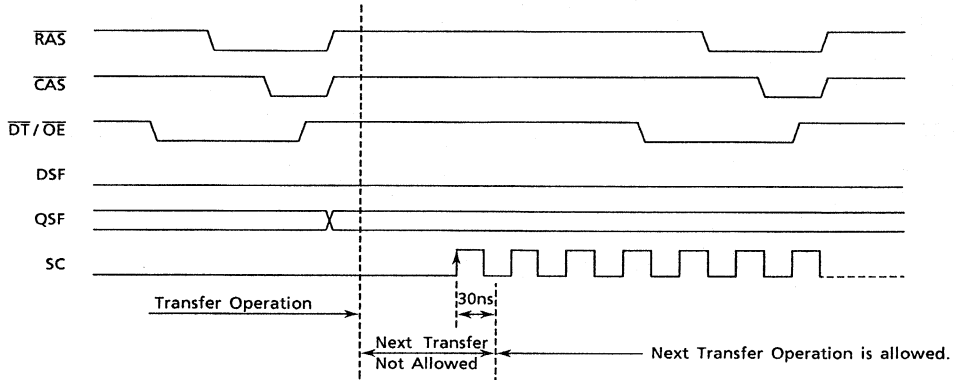 RAS
CAS
DT / OE
DSF
QSF
SC
30ns
Transfer Operation
Next Transfer
Not Allowed
Next Transfer Operation is allowed.